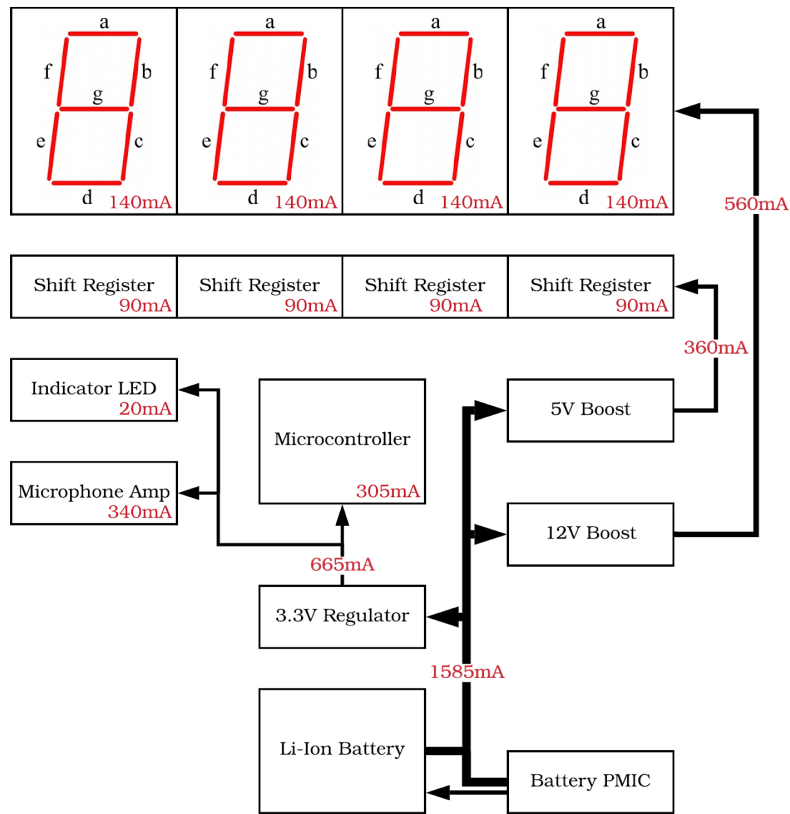 a a a a
f b f b f b f b
g g g g
e c e c e c e c
d 140mA d 140mA d 140mA d 140mA
560mA
Shift Register Shift Register Shift Register Shift Register
90mA 90mA 90mA 90mA
360mA
Indicator LED
20mA
Microcontroller
305mA
5V Boost
Microphone Amp
340mA
12V Boost
665mA
3.3V Regulator
1585mA
Li-Ion Battery
Battery PMIC